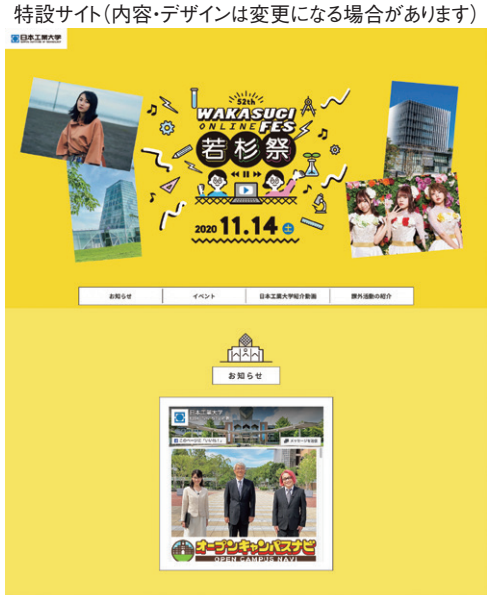 特設サイト(内容・デザインは変更になる場合があります)
日本工業大学
52th
WAKASUGI
ONLINE FES
若杉祭
2020 11.14 土
お知らせ
イベント
日本工業大学紹介動画
課外活動の紹介
お知らせ
日本工業大学
オープンキャンパスナビ
OPEN CAMPUS NAVI